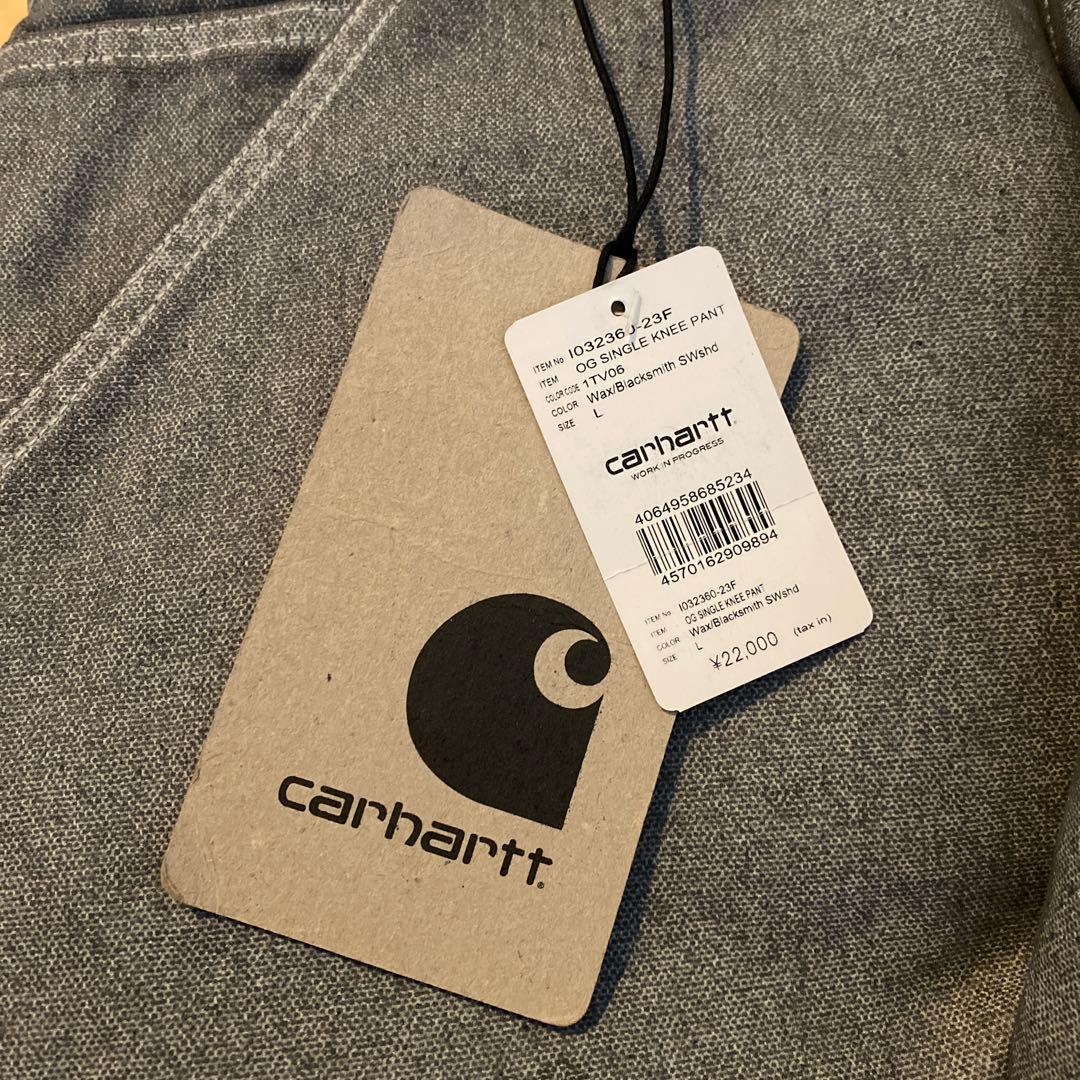 ITEM No I032360-23F
ITEM OG SINGLE KNEE PANT
COLOR CODE 1TV06
COLOR Wax/Blacksmith SWshd
SIZE L
carhartt
WORK IN PROGRESS
4064958685234
4570162909894
ITEM No I032360-23F
ITEM OG SINGLE KNEE PANT
COLOR Wax/Blacksmith SWshd
SIZE L
¥22,000 (tax in)
carhartt®